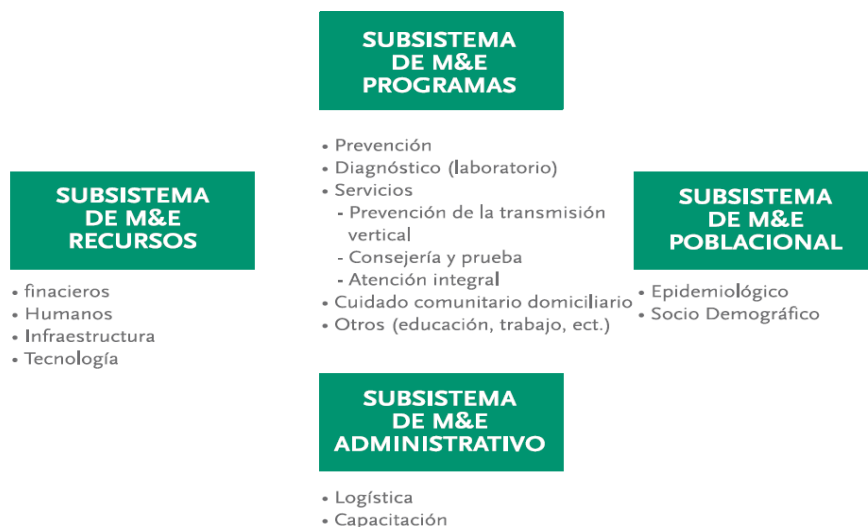 SUBSISTEMA
DE M&E
PROGRAMAS
• Prevención
• Diagnóstico (laboratorio)
• Servicios
- Prevención de la transmisión
vertical
- Consejería y prueba
- Atención integral
• Cuidado comunitario domiciliario
• Otros (educación, trabajo, ect.)
SUBSISTEMA
DE M&E
RECURSOS
• finacieros
• Humanos
• Infraestructura
• Tecnología
SUBSISTEMA
DE M&E
POBLACIONAL
• Epidemiológico
• Socio Demográfico
SUBSISTEMA
DE M&E
ADMINISTRATIVO
• Logística
• Capacitación